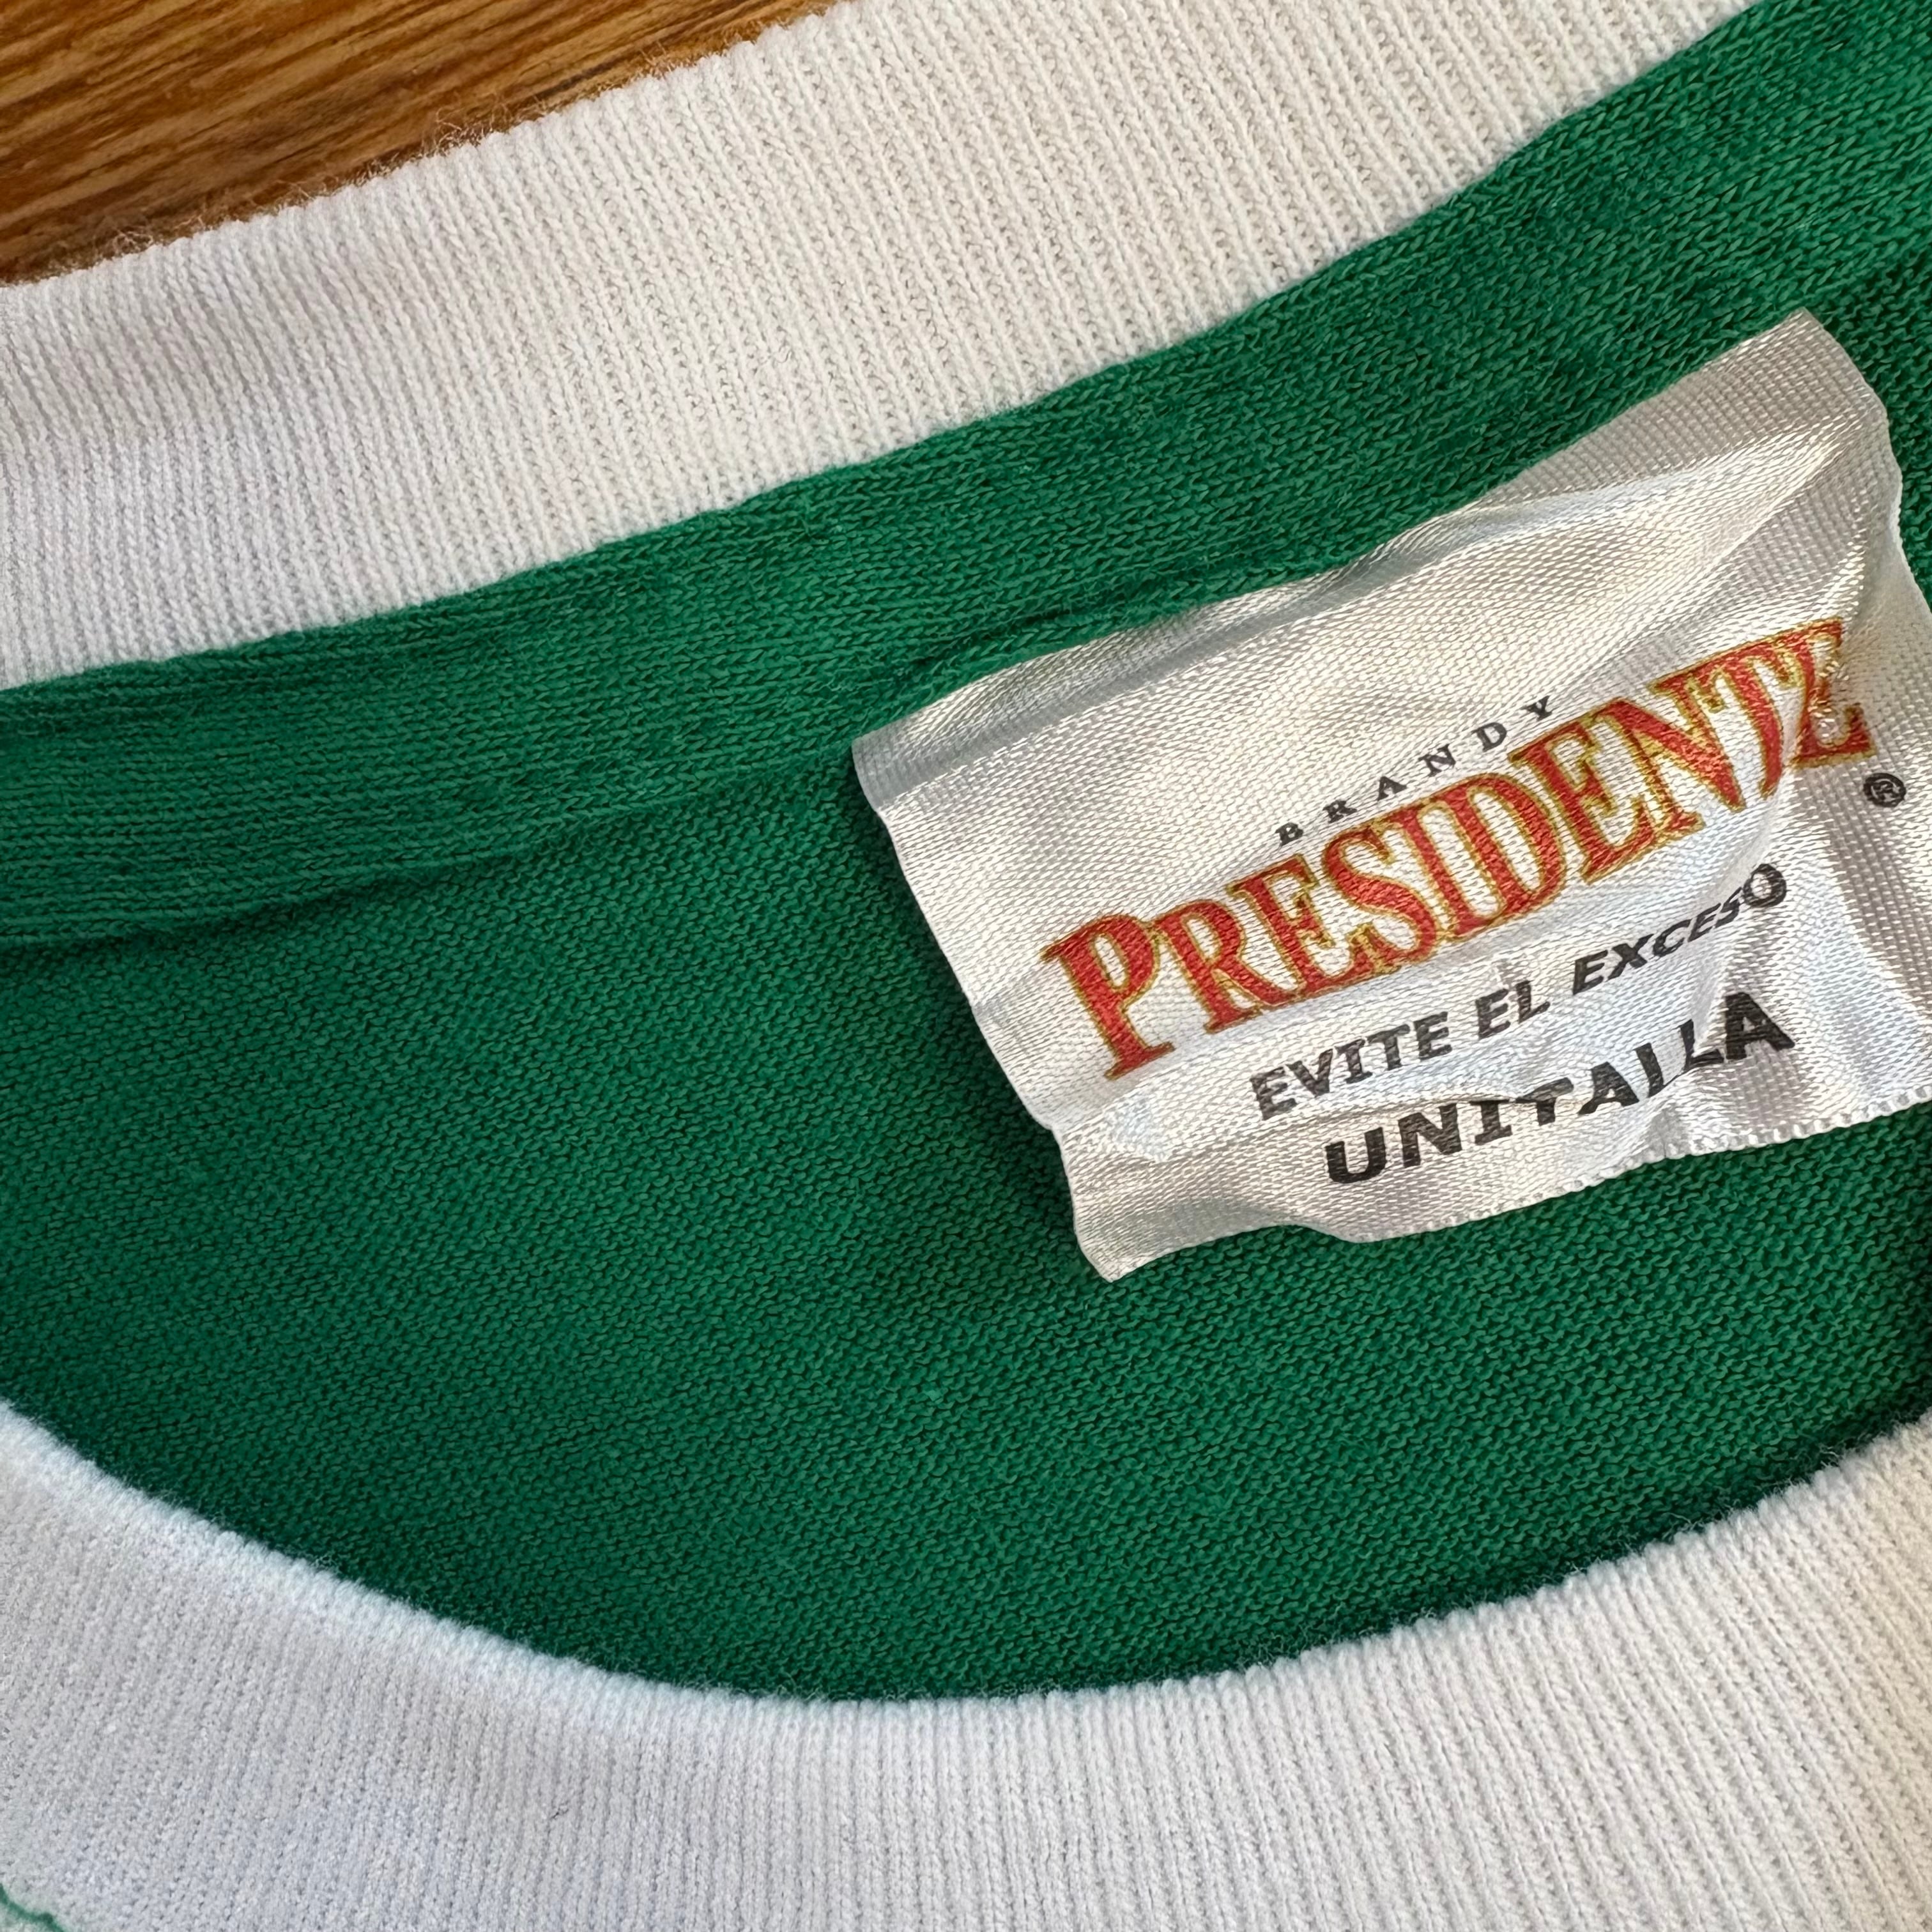 BRANDY
PRESIDENTE®
EVITE EL EXCESO
UNITALLA